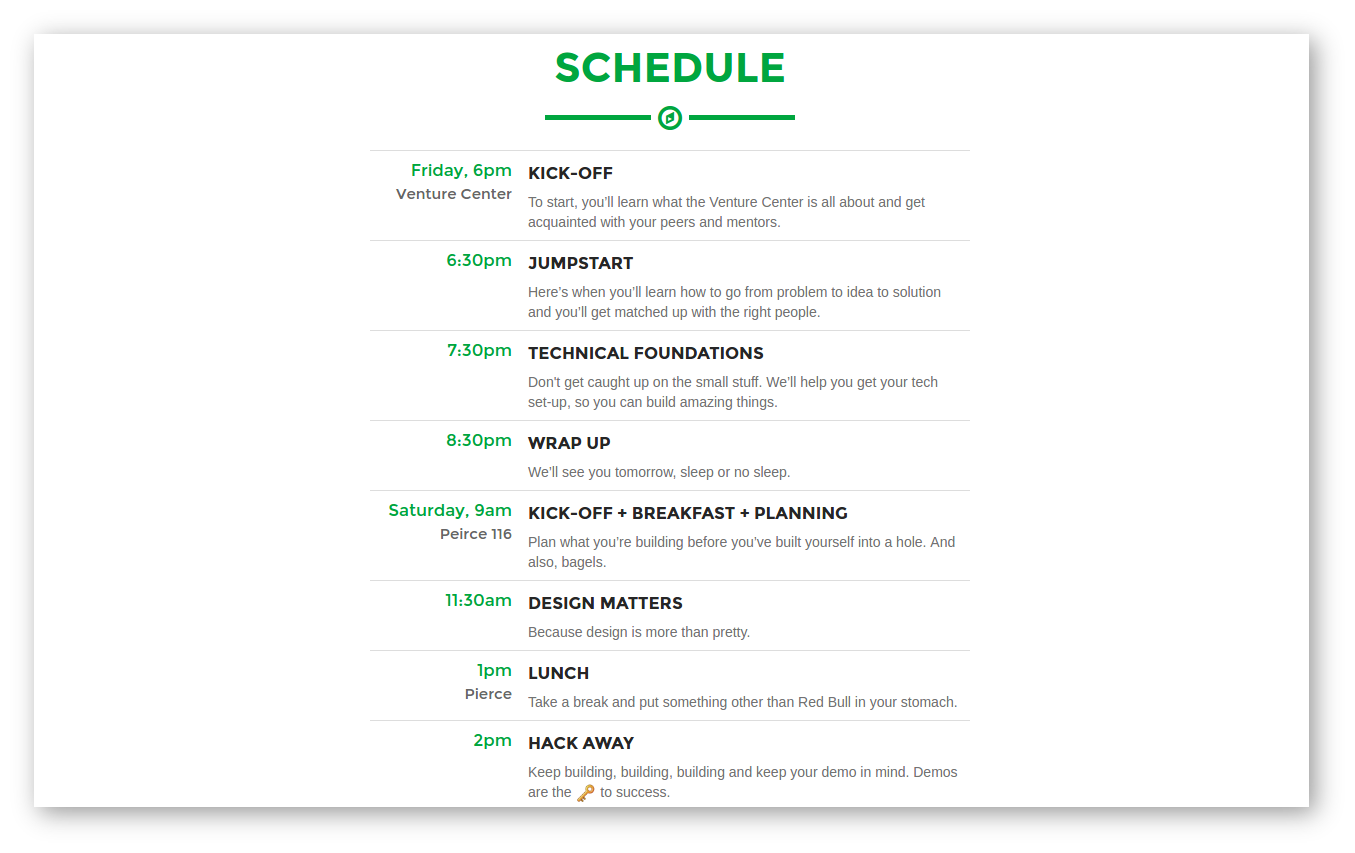 SCHEDULE
Friday, 6pm
Venture Center
KICK-OFF
To start, you’ll learn what the Venture Center is all about and get
acquainted with your peers and mentors.
6:30pm
JUMPSTART
Here’s when you’ll learn how to go from problem to idea to solution
and you’ll get matched up with the right people.
7:30pm
TECHNICAL FOUNDATIONS
Don't get caught up on the small stuff. We’ll help you get your tech
set-up, so you can build amazing things.
8:30pm
WRAP UP
We’ll see you tomorrow, sleep or no sleep.
Saturday, 9am
Peirce 116
KICK-OFF + BREAKFAST + PLANNING
Plan what you’re building before you’ve built yourself into a hole. And
also, bagels.
11:30am
DESIGN MATTERS
Because design is more than pretty.
1pm
Pierce
LUNCH
Take a break and put something other than Red Bull in your stomach.
2pm
HACK AWAY
Keep building, building, building and keep your demo in mind. Demos
are the 🔑 to success.